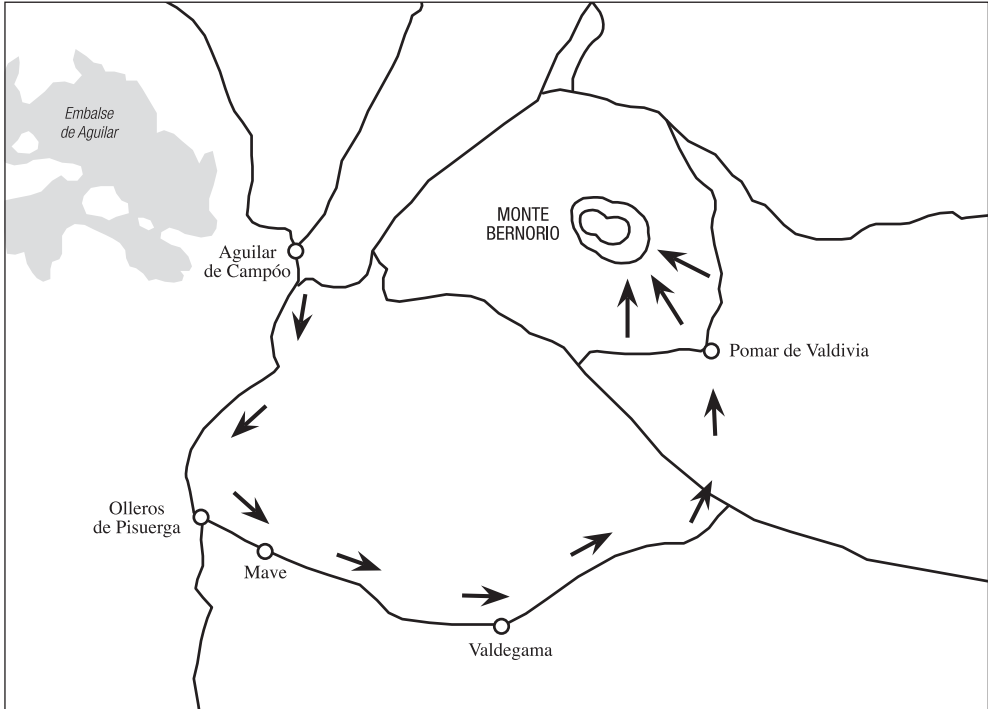 Embalse
de Aguilar
MONTE
BERNORIO
Aguilar
de Campóo
Pomar de Valdivia
Olleros
de Pisuerga
Mave
Valdegama